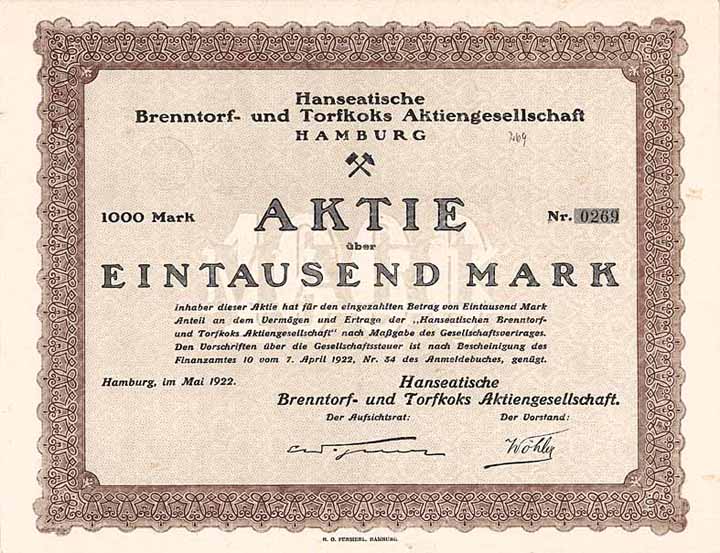 Hanseatische
Brenntorf- und Torfkoks Aktiengesellschaft
HAMBURG
269
1000 Mark
AKTIE
Nr. 0269
über
EINTAUSEND MARK
Inhaber dieser Aktie hat für den eingezahlten Betrag von Eintausend Mark
Anteil an dem Vermögen und Ertrage der „Hanseatischen Brenntorf-
und Torfkoks Aktiengesellschaft" nach Maßgabe des Gesellschaftsvertrages.
Den Vorschriften über die Gesellschaftssteuer ist nach Bescheinigung des
Finanzamtes 10 vom 7. April 1922, Nr. 34 des Anmeldebuches, genügt.
Hamburg, im Mai 1922.
Hanseatische
Brenntorf- und Torfkoks Aktiengesellschaft.
Der Aufsichtsrat:
Der Vorstand:
Wöhler
H. O. PERSIEHL, HAMBURG.